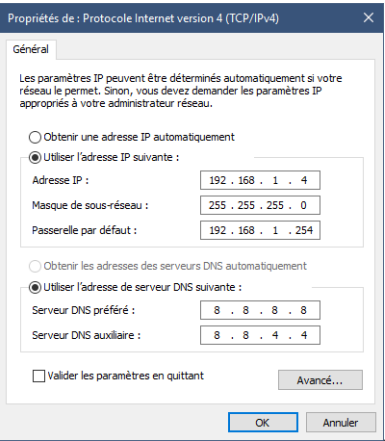 Propriétés de : Protocole Internet version 4 (TCP/IPv4)
Général
Les paramètres IP peuvent être déterminés automatiquement si votre
réseau le permet. Sinon, vous devez demander les paramètres IP
appropriés à votre administrateur réseau.
Obtenir une adresse IP automatiquement
Utiliser l'adresse IP suivante :
Adresse IP : 192 . 168 . 1 . 4
Masque de sous-réseau : 255 . 255 . 255 . 0
Passerelle par défaut : 192 . 168 . 1 . 254
Obtenir les adresses des serveurs DNS automatiquement
Utiliser l'adresse de serveur DNS suivante :
Serveur DNS préféré : 8 . 8 . 8 . 8
Serveur DNS auxiliaire : 8 . 8 . 4 . 4
Valider les paramètres en quittant
Avancé...
OK Annuler